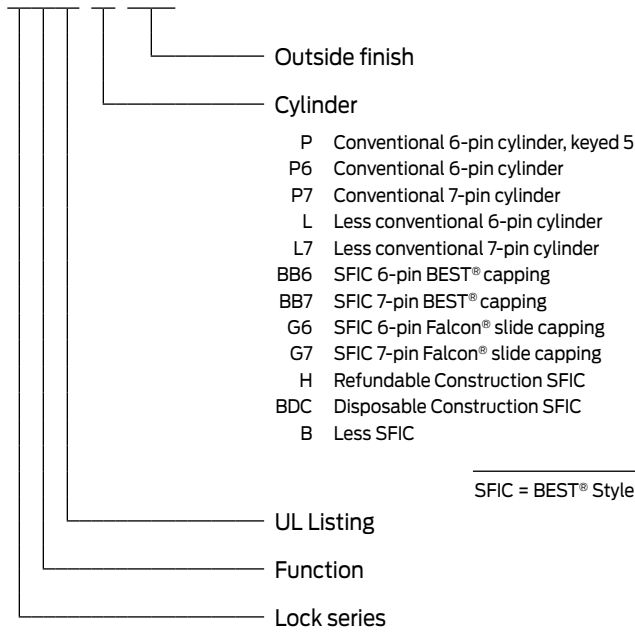 Outside finish
Cylinder
P Conventional 6-pin cylinder, keyed 5
P6 Conventional 6-pin cylinder
P7 Conventional 7-pin cylinder
L Less conventional 6-pin cylinder
L7 Less conventional 7-pin cylinder
BB6 SFIC 6-pin BEST® capping
BB7 SFIC 7-pin BEST® capping
G6 SFIC 6-pin Falcon® slide capping
G7 SFIC 7-pin Falcon® slide capping
H Refundable Construction SFIC
BDC Disposable Construction SFIC
B Less SFIC
SFIC = BEST® Style
UL Listing
Function
Lock series